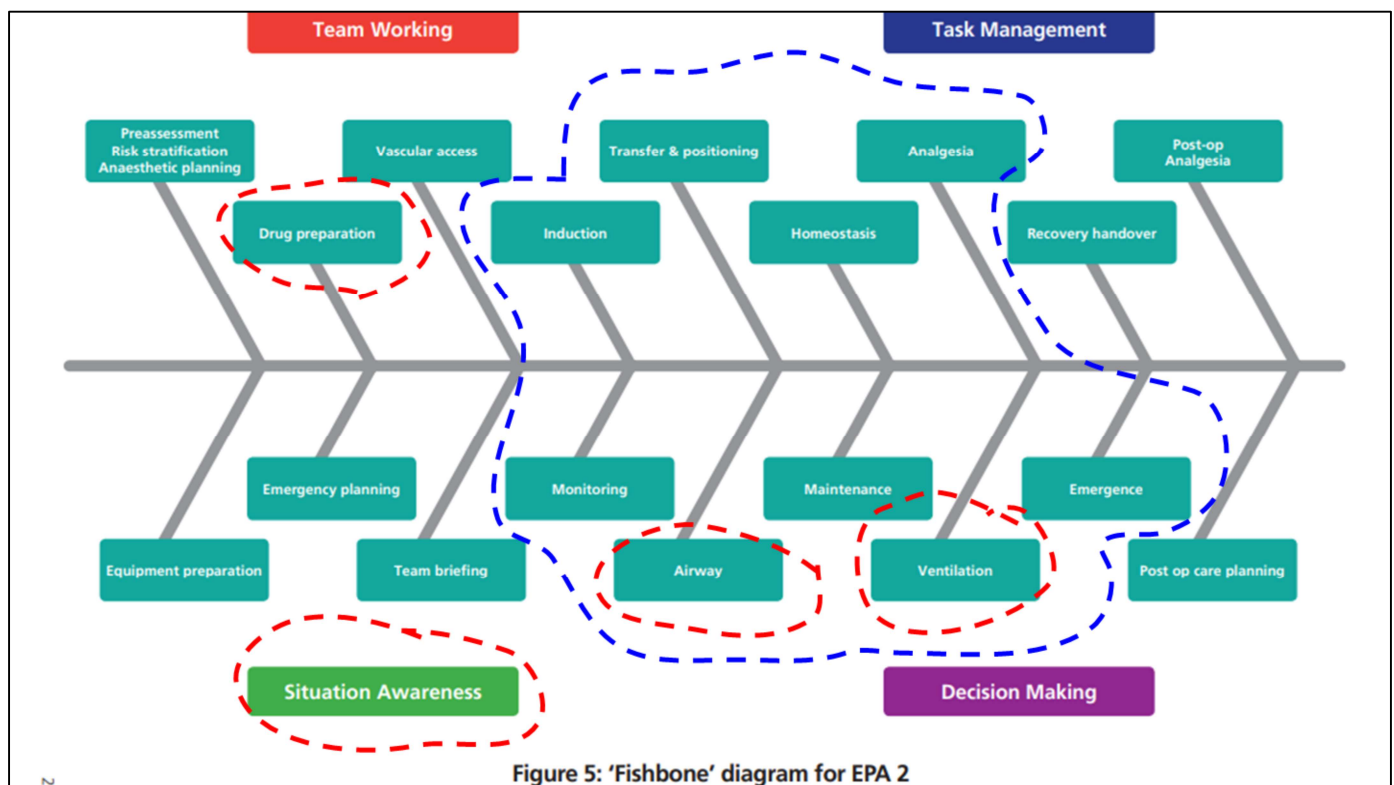 Team Working
Task Management
Preassessment
Risk stratification
Anaesthetic planning
Vascular access
Transfer & positioning
Analgesia
Post-op
Analgesia
Drug preparation
Induction
Homeostasis
Recovery handover
Emergency planning
Monitoring
Maintenance
Emergence
Equipment preparation
Team briefing
Airway
Ventilation
Post op care planning
Situation Awareness
Decision Making
Figure 5: ‘Fishbone’ diagram for EPA 2
2